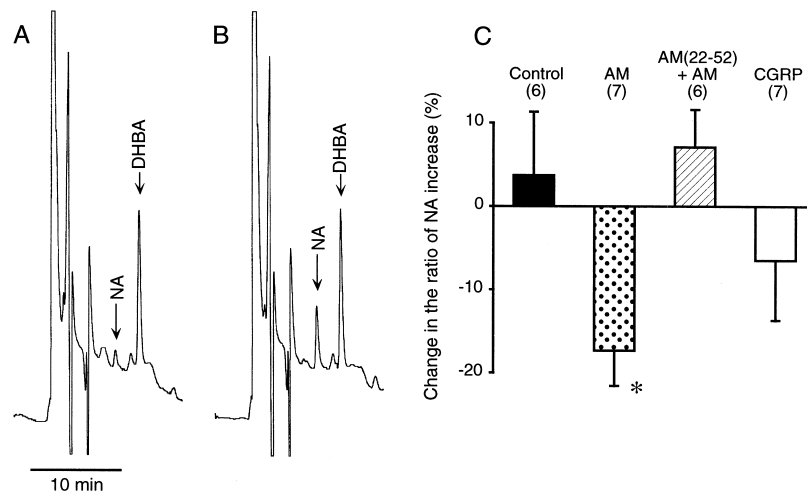 A
NA
DHBA
10 min
B
NA
DHBA
C
Change in the ratio of NA increase (%)
10
0
-10
-20
Control
(6)
AM
(7)
AM(22-52)
+ AM
(6)
CGRP
(7)
*